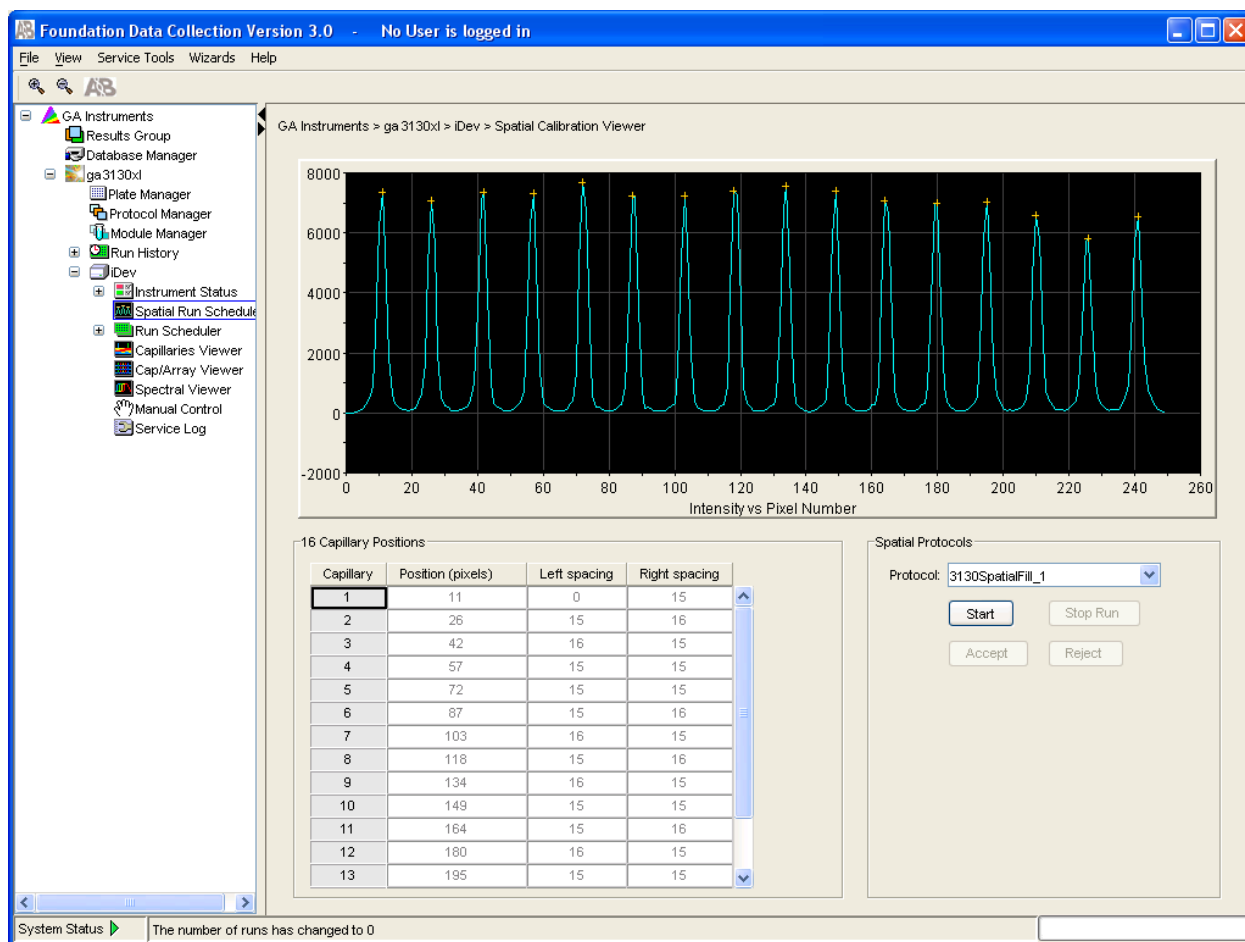 Foundation Data Collection Version 3.0 - No User is logged in
File View Service Tools Wizards Help
GA Instruments
Results Group
Database Manager
ga3130xl
Plate Manager
Protocol Manager
Module Manager
Run History
iDev
Instrument Status
Spatial Run Schedule
Run Scheduler
Capillaries Viewer
Cap/Array Viewer
Spectral Viewer
Manual Control
Service Log
GA Instruments > ga3130xl > iDev > Spatial Calibration Viewer
8000
6000
4000
2000
0
-2000
0 20 40 60 80 100 120 140 160 180 200 220 240 260
Intensity vs Pixel Number
16 Capillary Positions
Capillary Position (pixels) Left spacing Right spacing
1 11 0 15
2 26 15 16
3 42 16 15
4 57 15 15
5 72 15 15
6 87 15 16
7 103 16 15
8 118 15 16
9 134 16 15
10 149 15 15
11 164 15 16
12 180 16 15
13 195 15 15
Spatial Protocols
Protocol: 3130SpatialFill_1
Start Stop Run
Accept Reject
System Status The number of runs has changed to 0